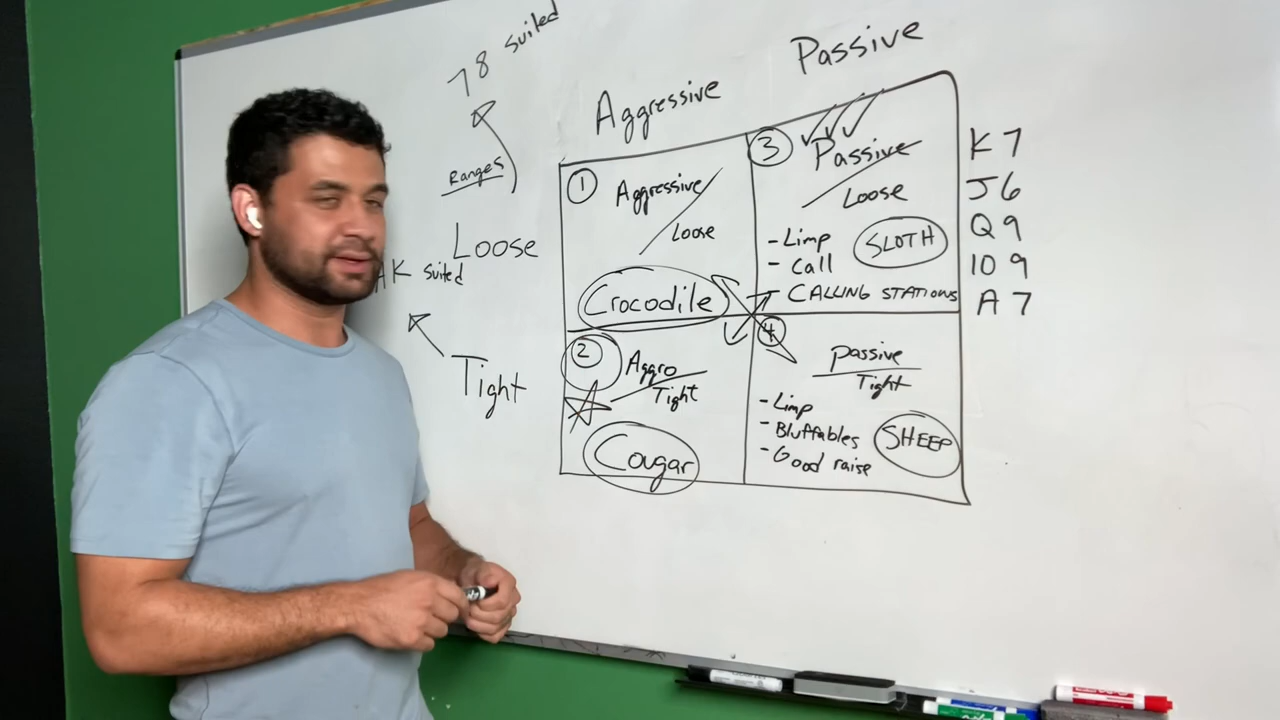 78 suited
Ranges
Loose
AK suited
Tight
Aggressive
Passive
1
Aggressive
Loose
Crocodile
3
Passive
Loose
- Limp
- Call
- CALLING STATIONS
SLOTH
K 7
J 6
Q 9
10 9
A 7
2
Aggro
Tight
Cougar
4
passive
Tight
- Limp
- Bluffables
- Good raise
SHEEP